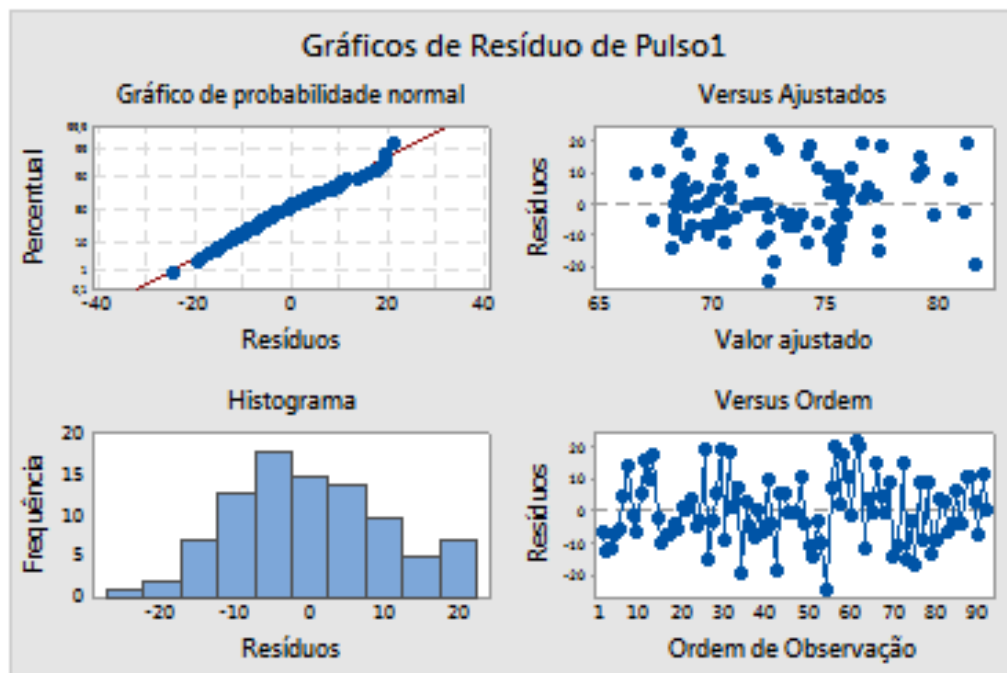 Gráficos de Resíduo de Pulso1
Gráfico de probabilidade normal
Percentual
1
0,1
-40 -20 0 20 40
Resíduos
Versus Ajustados
Resíduos
20
10
0
-10
-20
65 70 75 80
Valor ajustado
Histograma
Frequência
20
15
10
5
0
-20 -10 0 10 20
Resíduos
Versus Ordem
Resíduos
20
10
0
-10
-20
1 10 20 30 40 50 60 70 80 90
Ordem de Observação